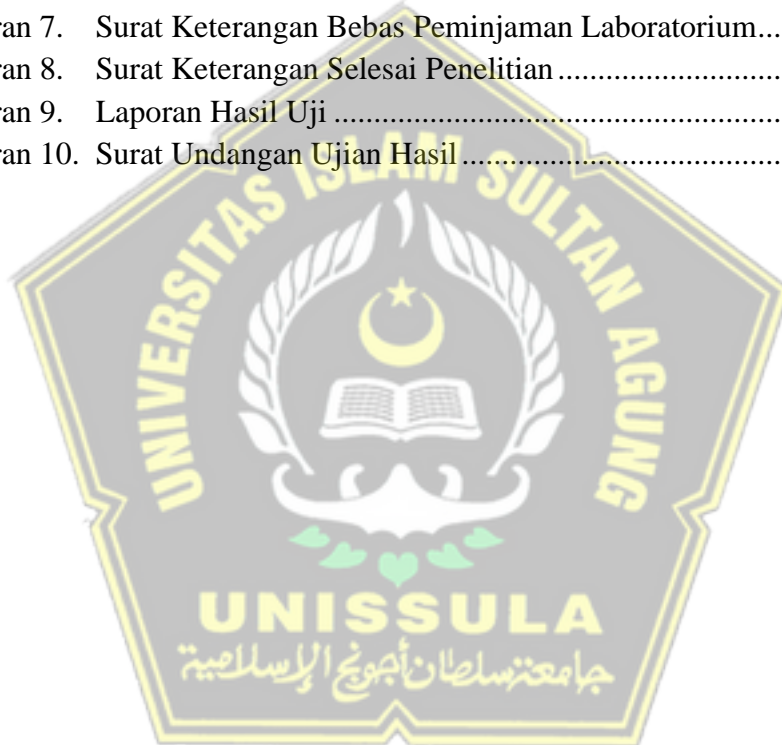 ran 7. Surat Keterangan Bebas Peminjaman Laboratorium...
ran 8. Surat Keterangan Selesai Penelitian.............................
ran 9. Laporan Hasil Uji..........................................................
ran 10. Surat Undangan Ujian Hasil.........................................
UNIVERSITAS ISLAM SULTAN AGUNG
UNISSULA
جامعة سلطان أجونج الإسلامية